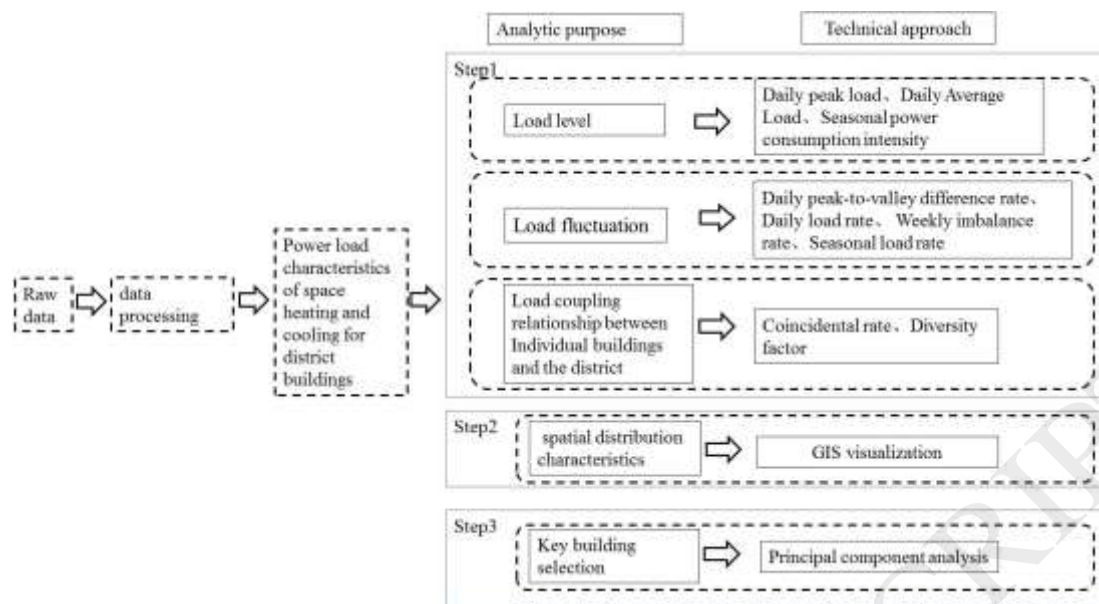 Analytic purpose
Technical approach
Step1
Load level
Daily peak load、Daily Average
Load、Seasonal power
consumption intensity
Load fluctuation
Daily peak-to-valley difference rate、
Daily load rate、Weekly imbalance
rate、Seasonal load rate
Raw
data
data
processing
Power load
characteristics
of space
heating and
cooling for
district
buildings
Load coupling
relationship between
Individual buildings
and the district
Coincidental rate、Diversity
factor
Step2
spatial distribution
characteristics
GIS visualization
Step3
Key building
selection
Principal component analysis
CRIPT